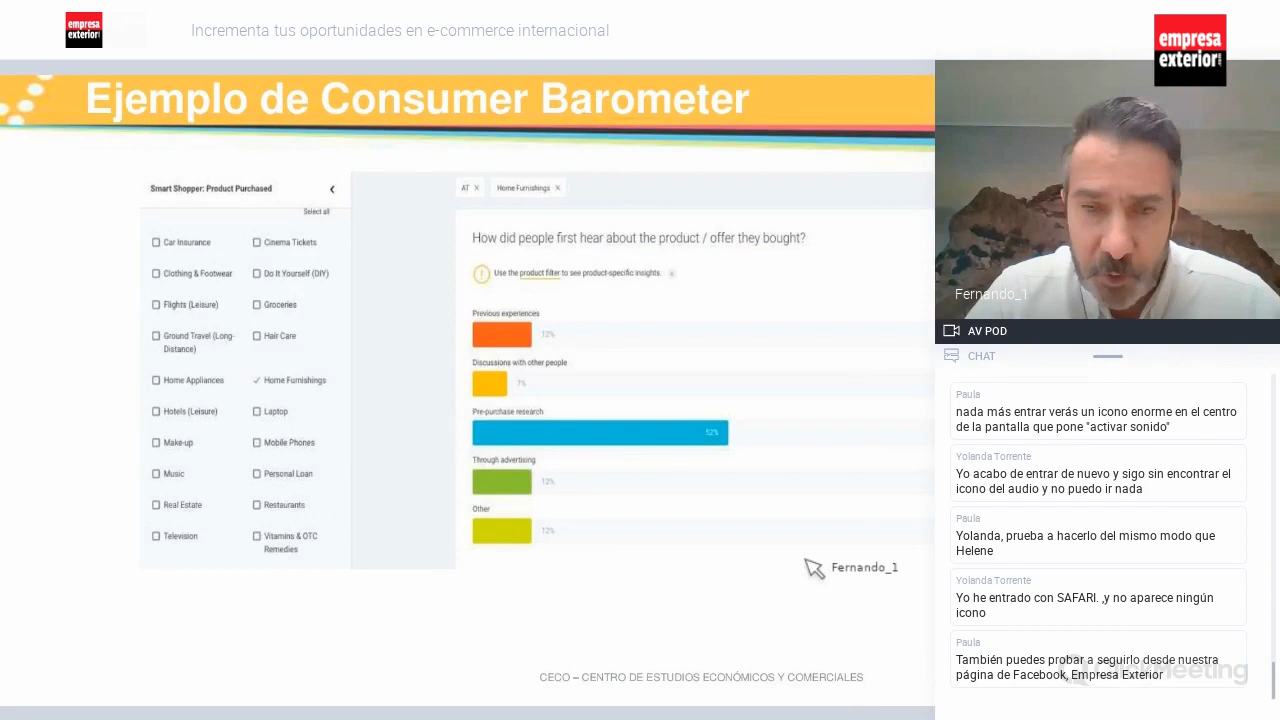 empresa
exterior
Incrementa tus oportunidades en e-commerce internacional
empresa
exterior.com
Ejemplo de Consumer Barometer
Smart Shopper: Product Purchased
Select all
Car Insurance
Cinema Tickets
Clothing & Footwear
Do It Yourself (DIY)
Flights (Leisure)
Groceries
Ground Travel (Long-
Distance)
Hair Care
Home Appliances
Home Furnishings
Hotels (Leisure)
Laptop
Make-up
Mobile Phones
Music
Personal Loan
Real Estate
Restaurants
Television
Vitamins & OTC
Remedies
AT X
Home Furnishings X
How did people first hear about the product / offer they bought?
! Use the product filter to see product-specific insights.
Previous experiences
12%
Discussions with other people
7%
Pre-purchase research
52%
Through advertising
12%
Other
12%
Fernando_1
CECO – CENTRO DE ESTUDIOS ECONÓMICOS Y COMERCIALES
Fernando_1
AV POD
CHAT
Paula
nada más entrar verás un icono enorme en el centro
de la pantalla que pone "activar sonido"
Yolanda Torrente
Yo acabo de entrar de nuevo y sigo sin encontrar el
icono del audio y no puedo ir nada
Paula
Yolanda, prueba a hacerlo del mismo modo que
Helene
Yolanda Torrente
Yo he entrado con SAFARI. ,y no aparece ningún
icono
Paula
También puedes probar a seguirlo desde nuestra
página de Facebook, Empresa Exterior
ClickMeeting